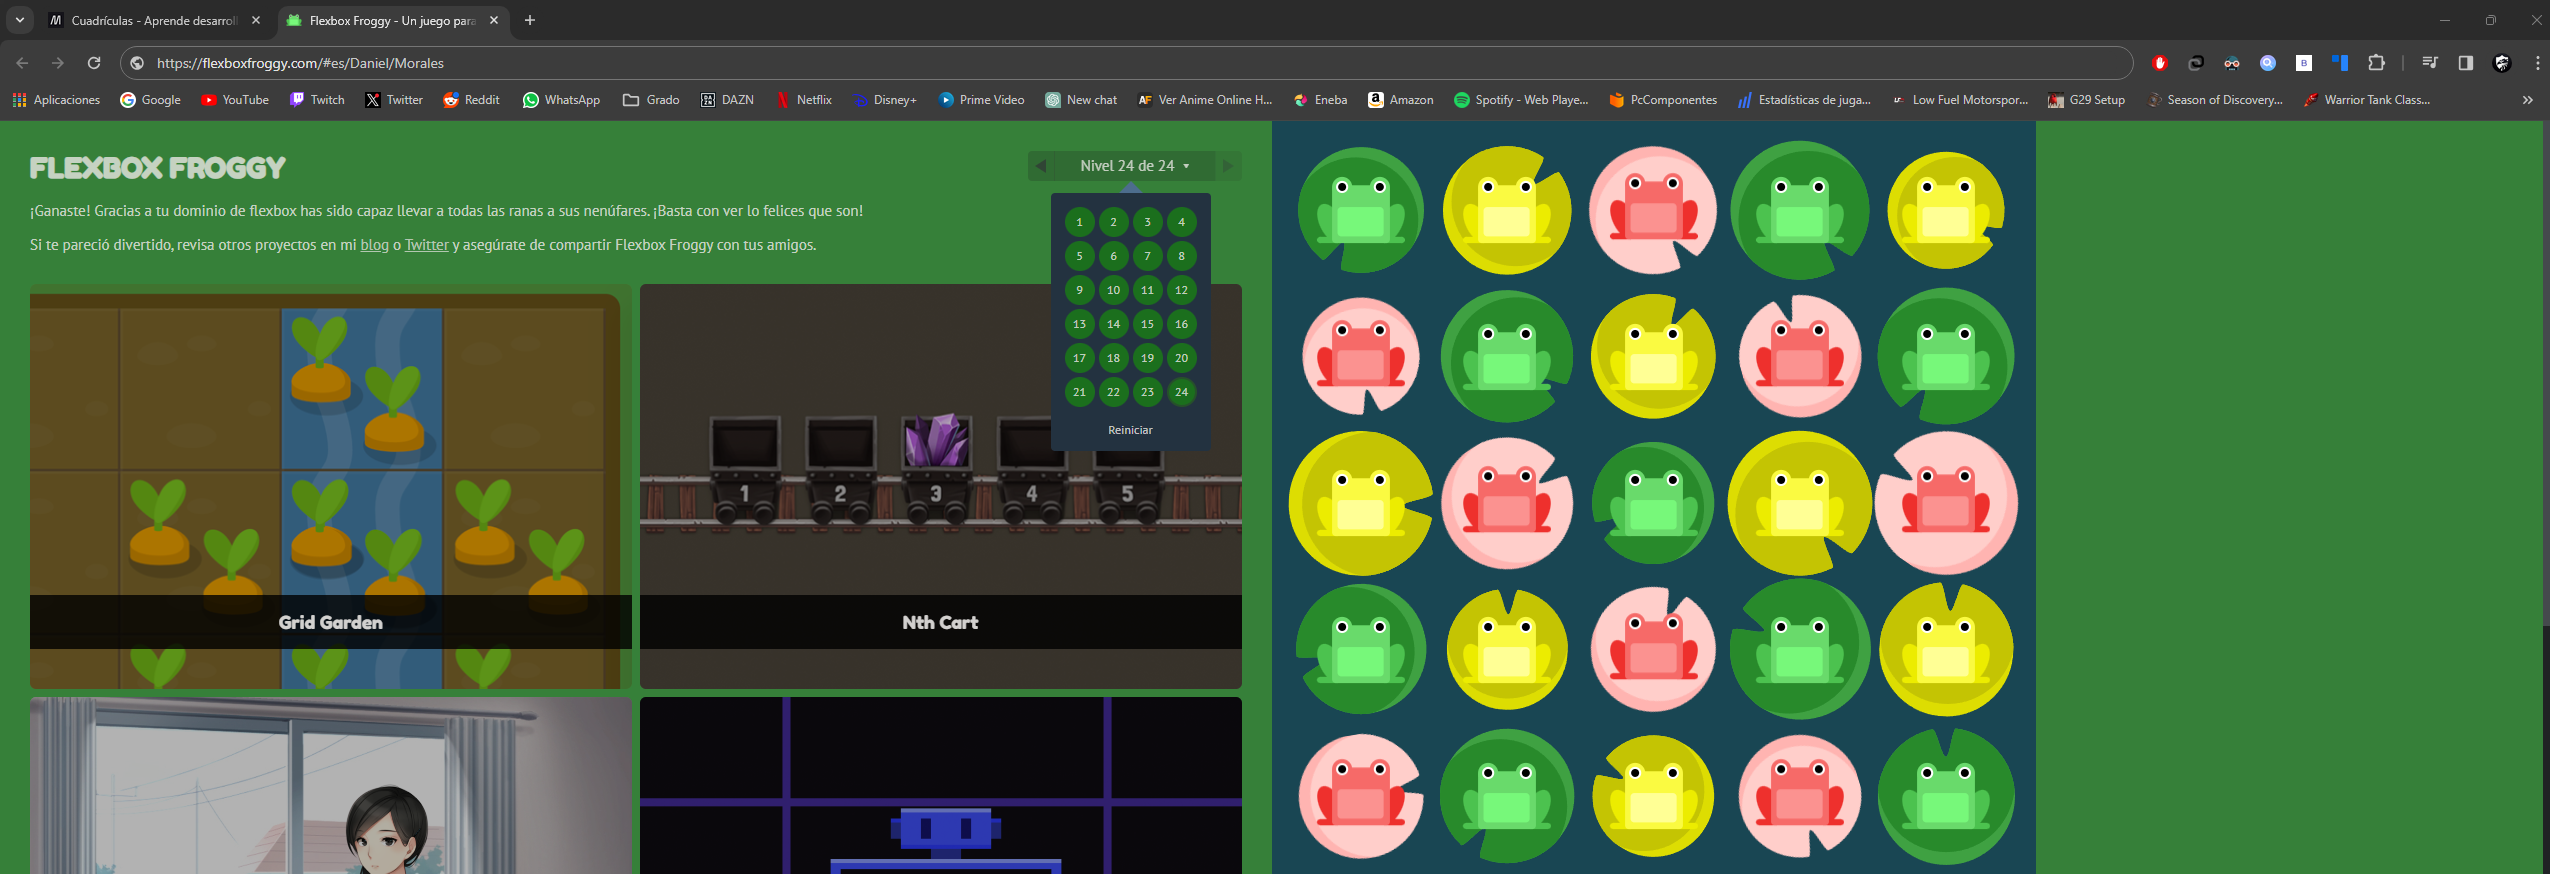 Cuadrículas - Aprende desarroll
Flexbox Froggy - Un juego para
https://flexboxfroggy.com/#es/Daniel/Morales
Aplicaciones
Google
YouTube
Twitch
Twitter
Reddit
WhatsApp
Grado
DAZN
Netflix
Disney+
Prime Video
New chat
Ver Anime Online H...
Eneba
Amazon
Spotify - Web Playe...
PcComponentes
Estadísticas de juga...
Low Fuel Motorspor...
G29 Setup
Season of Discovery...
Warrior Tank Class...
FLEXBOX FROGGY
Nivel 24 de 24
¡Ganaste! Gracias a tu dominio de flexbox has sido capaz llevar a todas las ranas a sus nenúfares. ¡Basta con ver lo felices que son!
Si te pareció divertido, revisa otros proyectos en mi blog o Twitter y asegúrate de compartir Flexbox Froggy con tus amigos.
1 2 3 4
5 6 7 8
9 10 11 12
13 14 15 16
17 18 19 20
21 22 23 24
Reiniciar
1 2 3 4 5
Grid Garden
Nth Cart